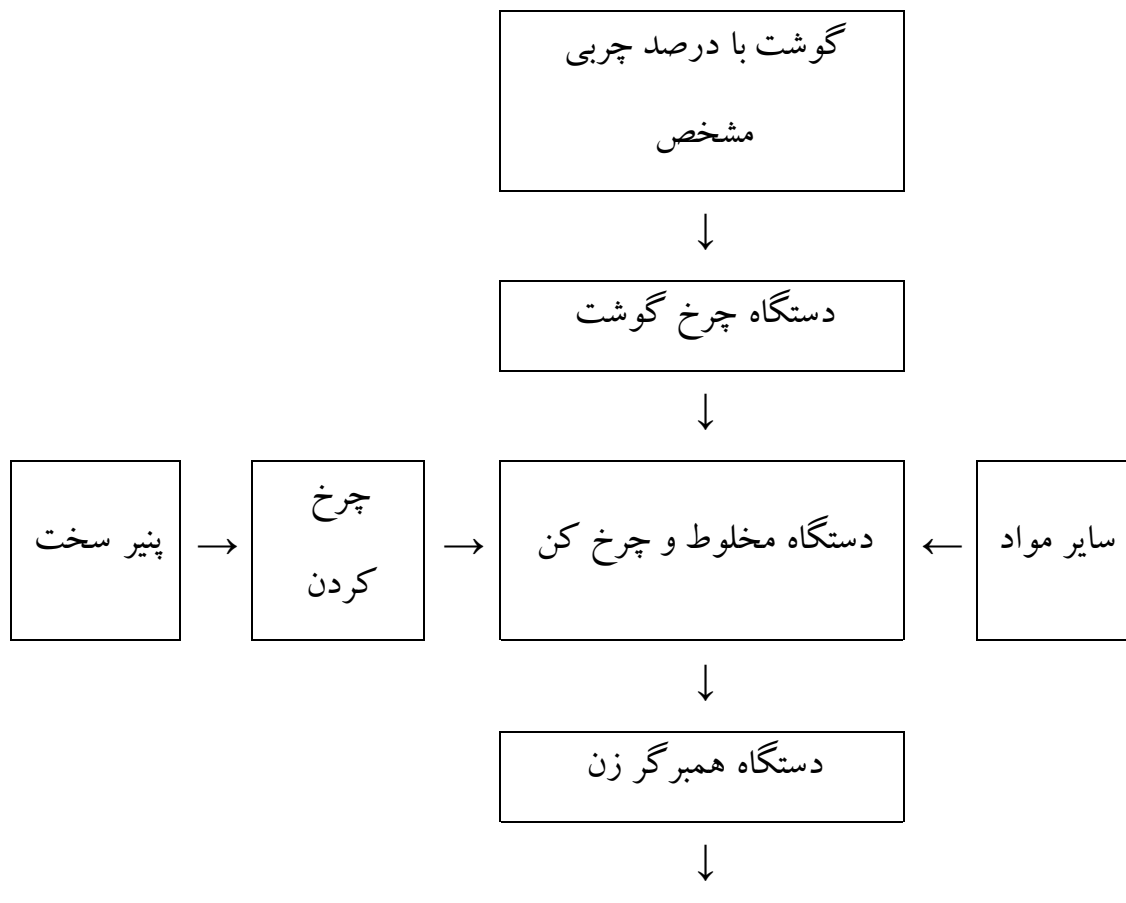 گوشت با درصد چربی
مشخص
↓
دستگاه چرخ گوشت
↓
پنیر سخت → چرخ کردن → دستگاه مخلوط و چرخ کن ← سایر مواد
↓
دستگاه همبرگر زن
↓